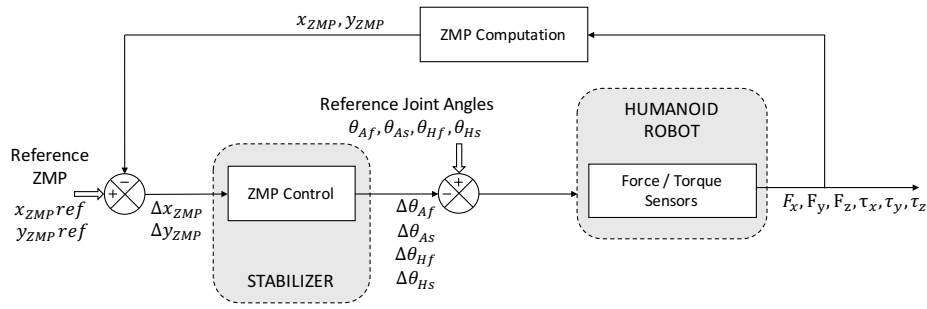 x_ZMP, y_ZMP
ZMP Computation
Reference Joint Angles
θ_Af, θ_As, θ_Hf, θ_Hs
HUMANOID
ROBOT
Reference
ZMP
x_ZMP ref
y_ZMP ref
−
+
Δx_ZMP
Δy_ZMP
ZMP Control
STABILIZER
+
−
Δθ_Af
Δθ_As
Δθ_Hf
Δθ_Hs
Force / Torque
Sensors
F_x, F_y, F_z, τ_x, τ_y, τ_z